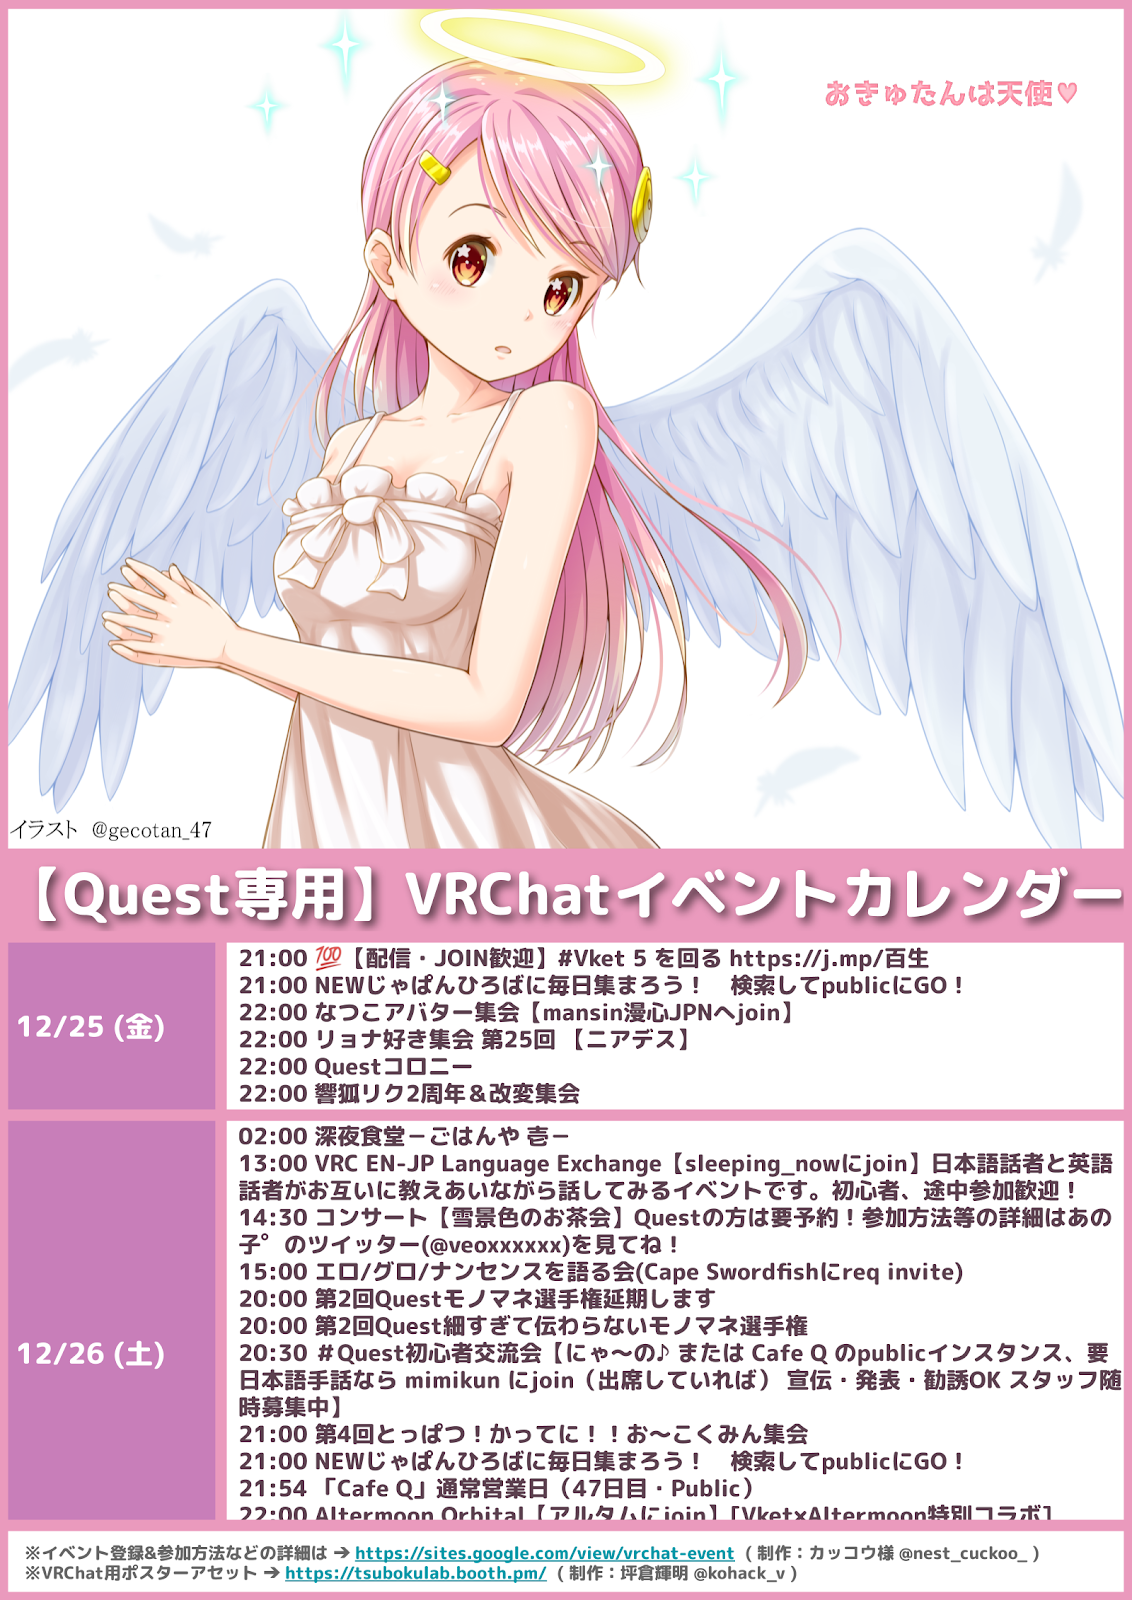 おきゅたんは天使♥
イラスト @gecotan_47
【Quest専用】VRChatイベントカレンダー
12/25 (金)
21:00 💯【配信・JOIN歓迎】#Vket 5 を回る https://j.mp/百生
21:00 NEWじゃぱんひろばに毎日集まろう！　検索してpublicにGO！
22:00 なつこアバター集会【mansin漫心JPNへjoin】
22:00 リョナ好き集会 第25回 【ニアデス】
22:00 Questコロニー
22:00 響狐リク2周年＆改変集会
12/26 (土)
02:00 深夜食堂－ごはんや 壱－
13:00 VRC EN-JP Language Exchange【sleeping_nowにjoin】日本語話者と英語
話者がお互いに教えあいながら話してみるイベントです。初心者、途中参加歓迎！
14:30 コンサート【雪景色のお茶会】Questの方は要予約！参加方法等の詳細はあの
子゜のツイッター(@veoxxxxxx)を見てね！
15:00 エロ/グロ/ナンセンスを語る会(Cape Swordfishにreq invite)
20:00 第2回Questモノマネ選手権延期します
20:00 第2回Quest細すぎて伝わらないモノマネ選手権
20:30 ＃Quest初心者交流会【にゃ～の♪ または Cafe Q のpublicインスタンス、要
日本語手話なら mimikun にjoin（出席していれば） 宣伝・発表・勧誘OK スタッフ随
時募集中】
21:00 第4回とっぱつ！かってに！！お～こくみん集会
21:00 NEWじゃぱんひろばに毎日集まろう！　検索してpublicにGO！
21:54 「Cafe Q」通常営業日（47日目・Public）
22:00 Altermoon Orbital【アルタムにjoin】[Vket×Altermoon特別コラボ]
※イベント登録&参加方法などの詳細は → https://sites.google.com/view/vrchat-event ( 制作：カッコウ様 @nest_cuckoo_ )
※VRChat用ポスターアセット → https://tsubokulab.booth.pm/ ( 制作：坪倉輝明 @kohack_v )